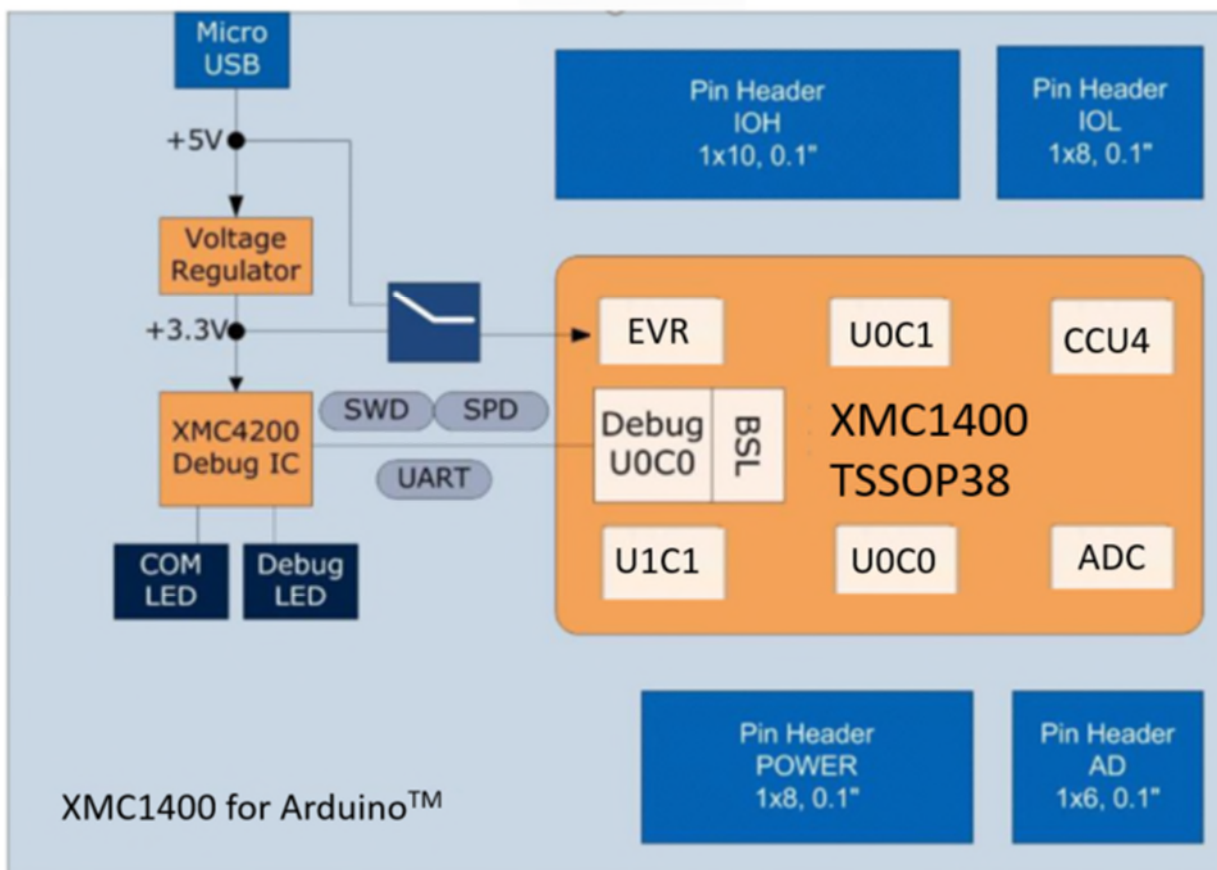 Micro
USB
+5V
Voltage
Regulator
+3.3V
XMC4200
Debug IC
COM
LED
Debug
LED
SWD
SPD
UART
Pin Header
IOH
1x10, 0.1"
Pin Header
IOL
1x8, 0.1"
EVR
U0C1
CCU4
Debug
U0C0
BSL
XMC1400
TSSOP38
U1C1
U0C0
ADC
Pin Header
POWER
1x8, 0.1"
Pin Header
AD
1x6, 0.1"
XMC1400 for Arduino™